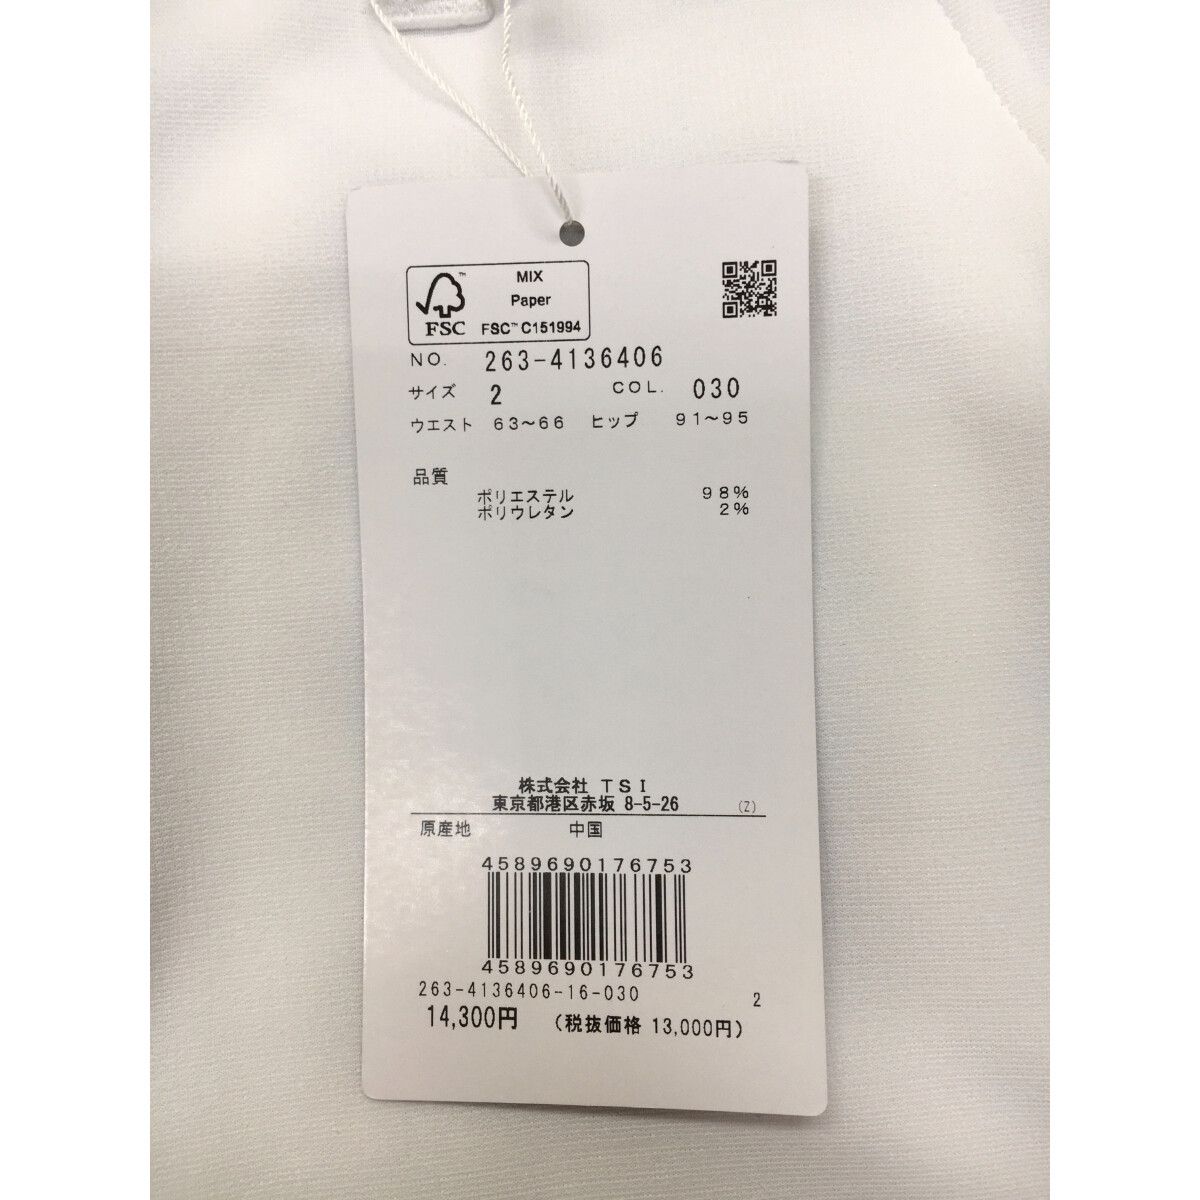 MIX
Paper
FSC™ C151994
FSC
NO. 263-4136406
サイズ 2 COL. 030
ウエスト 63～66 ヒップ 91～95
品質
ポリエステル 98%
ポリウレタン 2%
株式会社 TSI
東京都港区赤坂 8-5-26 (Z)
原産地 中国
4589690176753
4589690176753
263-4136406-16-030 2
14,300円 (税抜価格 13,000円)